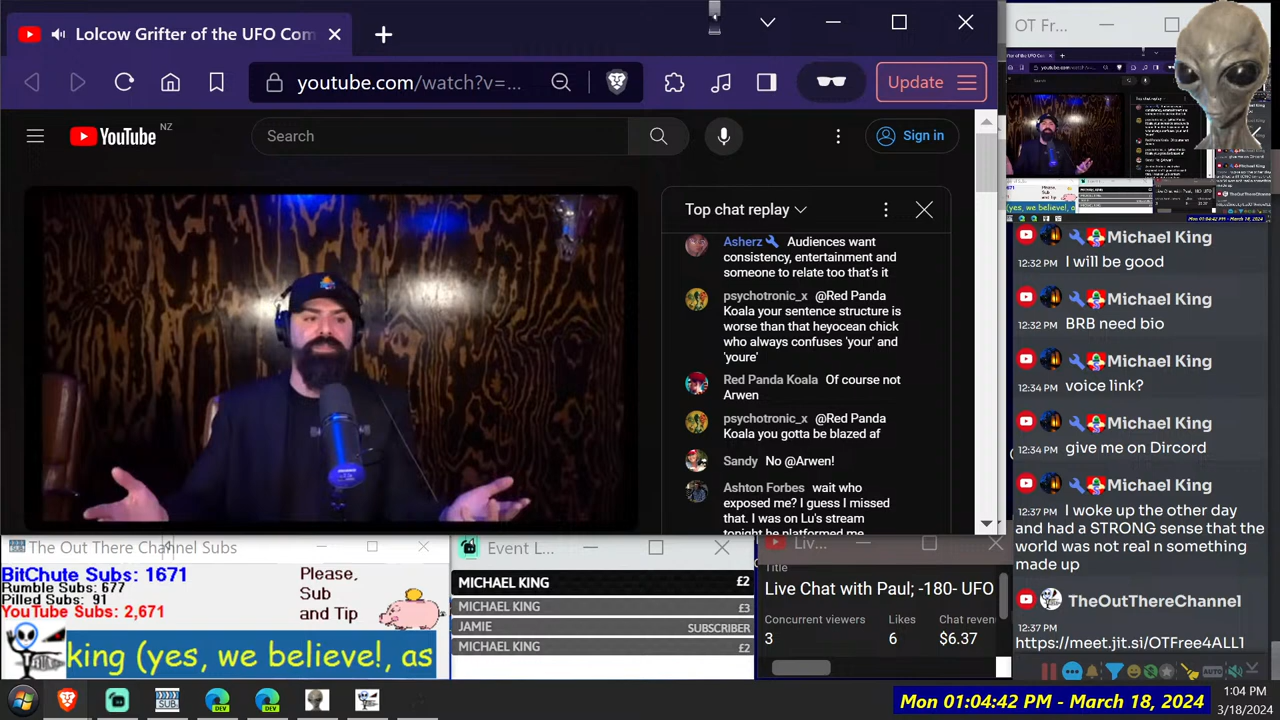 Lolcow Grifter of the UFO Com
OT Fr...
youtube.com/watch?v=...
Update
YouTube NZ
Search
Sign in
Top chat replay
Asherz Audiences want
consistency, entertainment and
someone to relate too that's it
psychotronic_x @Red Panda
Koala your sentence structure is
worse than that heyocean chick
who always confuses 'your' and
'youre'
Red Panda Koala Of course not
Arwen
psychotronic_x @Red Panda
Koala you gotta be blazed af
Sandy No @Arwen!
Ashton Forbes wait who
exposed me? I guess I missed
that. I was on Lu's stream
tonight he platformed me
Michael King
12:32 PM I will be good
Michael King
12:32 PM BRB need bio
Michael King
12:34 PM voice link?
Michael King
12:34 PM give me on Dircord
Michael King
12:37 PM I woke up the other day
and had a STRONG sense that the
world was not real n something
made up
TheOutThereChannel
12:37 PM
https://meet.jit.si/OTFree4ALL1
AUTO
The Out There Channel Subs
BitChute Subs: 1671
Rumble Subs: 677
Pilled Subs: 91
YouTube Subs: 2,671
Please,
Sub
and Tip
king (yes, we believe!, as
Event L...
MICHAEL KING £2
MICHAEL KING £3
JAMIE SUBSCRIBER
MICHAEL KING £2
Liv...
Title
Live Chat with Paul; -180- UFO
Concurrent viewers Likes Chat reven
3 6 $6.37
SUB
DEV
DEV
Mon 01:04:42 PM - March 18, 2024
1:04 PM
3/18/2024